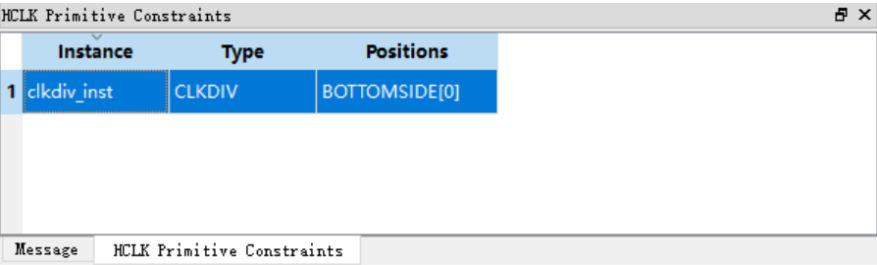 HCLK Primitive Constraints
Instance Type Positions
1 clkdiv_inst CLKDIV BOTTOMSIDE[0]
Message HCLK Primitive Constraints